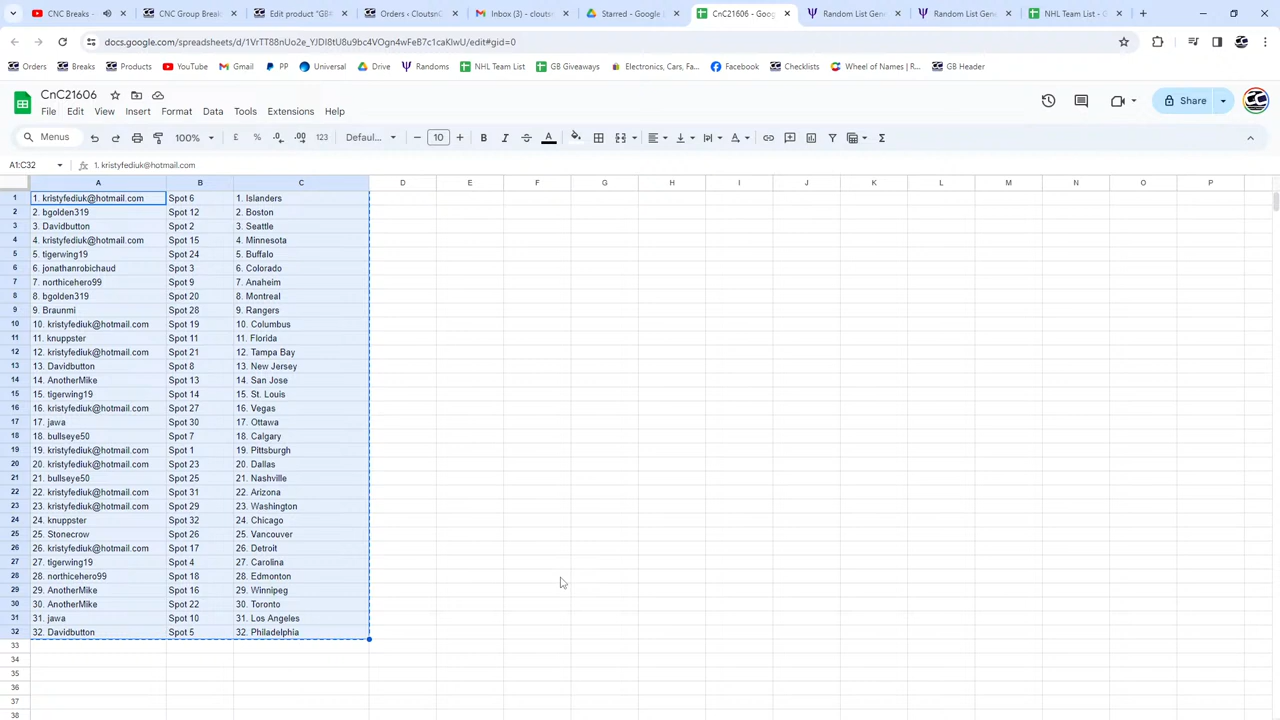 CNC Breaks
CNC Group Breaks
Edit product "GB#
Orders - Cloutsn
Inbox (3) - clouts
Starred - Google
CnC21606 - Goog
Random List Gene
Random List Gene
NHL Team List - G
docs.google.com/spreadsheets/d/1VrTT88nUo2e_YJDI8tU8u9bc4VOgn4wFeB7c1caKlwU/edit#gid=0
Orders Breaks Products YouTube Gmail PP Universal Drive Randoms NHL Team List GB Giveaways Electronics, Cars, Fa... Facebook Checklists Wheel of Names | R... GB Header
CnC21606
File Edit View Insert Format Data Tools Extensions Help
Share
Menus 100% £ % .0 .00 123 Defaul... 10 B I A
A1:C32 1. kristyfediuk@hotmail.com
A B C D E F G H I J K L M N O P
1 1. kristyfediuk@hotmail.com Spot 6 1. Islanders
2 2. bgolden319 Spot 12 2. Boston
3 3. Davidbutton Spot 2 3. Seattle
4 4. kristyfediuk@hotmail.com Spot 15 4. Minnesota
5 5. tigerwing19 Spot 24 5. Buffalo
6 6. jonathanrobichaud Spot 3 6. Colorado
7 7. northicehero99 Spot 9 7. Anaheim
8 8. bgolden319 Spot 20 8. Montreal
9 9. Braunmi Spot 28 9. Rangers
10 10. kristyfediuk@hotmail.com Spot 19 10. Columbus
11 11. knuppster Spot 11 11. Florida
12 12. kristyfediuk@hotmail.com Spot 21 12. Tampa Bay
13 13. Davidbutton Spot 8 13. New Jersey
14 14. AnotherMike Spot 13 14. San Jose
15 15. tigerwing19 Spot 14 15. St. Louis
16 16. kristyfediuk@hotmail.com Spot 27 16. Vegas
17 17. jawa Spot 30 17. Ottawa
18 18. bullseye50 Spot 7 18. Calgary
19 19. kristyfediuk@hotmail.com Spot 1 19. Pittsburgh
20 20. kristyfediuk@hotmail.com Spot 23 20. Dallas
21 21. bullseye50 Spot 25 21. Nashville
22 22. kristyfediuk@hotmail.com Spot 31 22. Arizona
23 23. kristyfediuk@hotmail.com Spot 29 23. Washington
24 24. knuppster Spot 32 24. Chicago
25 25. Stonecrow Spot 26 25. Vancouver
26 26. kristyfediuk@hotmail.com Spot 17 26. Detroit
27 27. tigerwing19 Spot 4 27. Carolina
28 28. northicehero99 Spot 18 28. Edmonton
29 29. AnotherMike Spot 16 29. Winnipeg
30 30. AnotherMike Spot 22 30. Toronto
31 31. jawa Spot 10 31. Los Angeles
32 32. Davidbutton Spot 5 32. Philadelphia
33
34
35
36
37
38